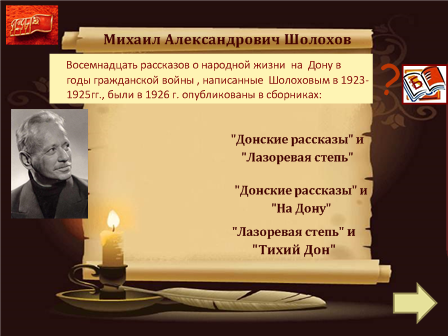 Михаил Александрович Шолохов
Восемнадцать рассказов о народной жизни на Дону в
годы гражданской войны , написанные Шолоховым в 1923-
1925гг., были в 1926 г. опубликованы в сборниках:
?
Б
"Донские рассказы" и
"Лазоревая степь"
"Донские рассказы" и
"На Дону"
"Лазоревая степь" и
"Тихий Дон"